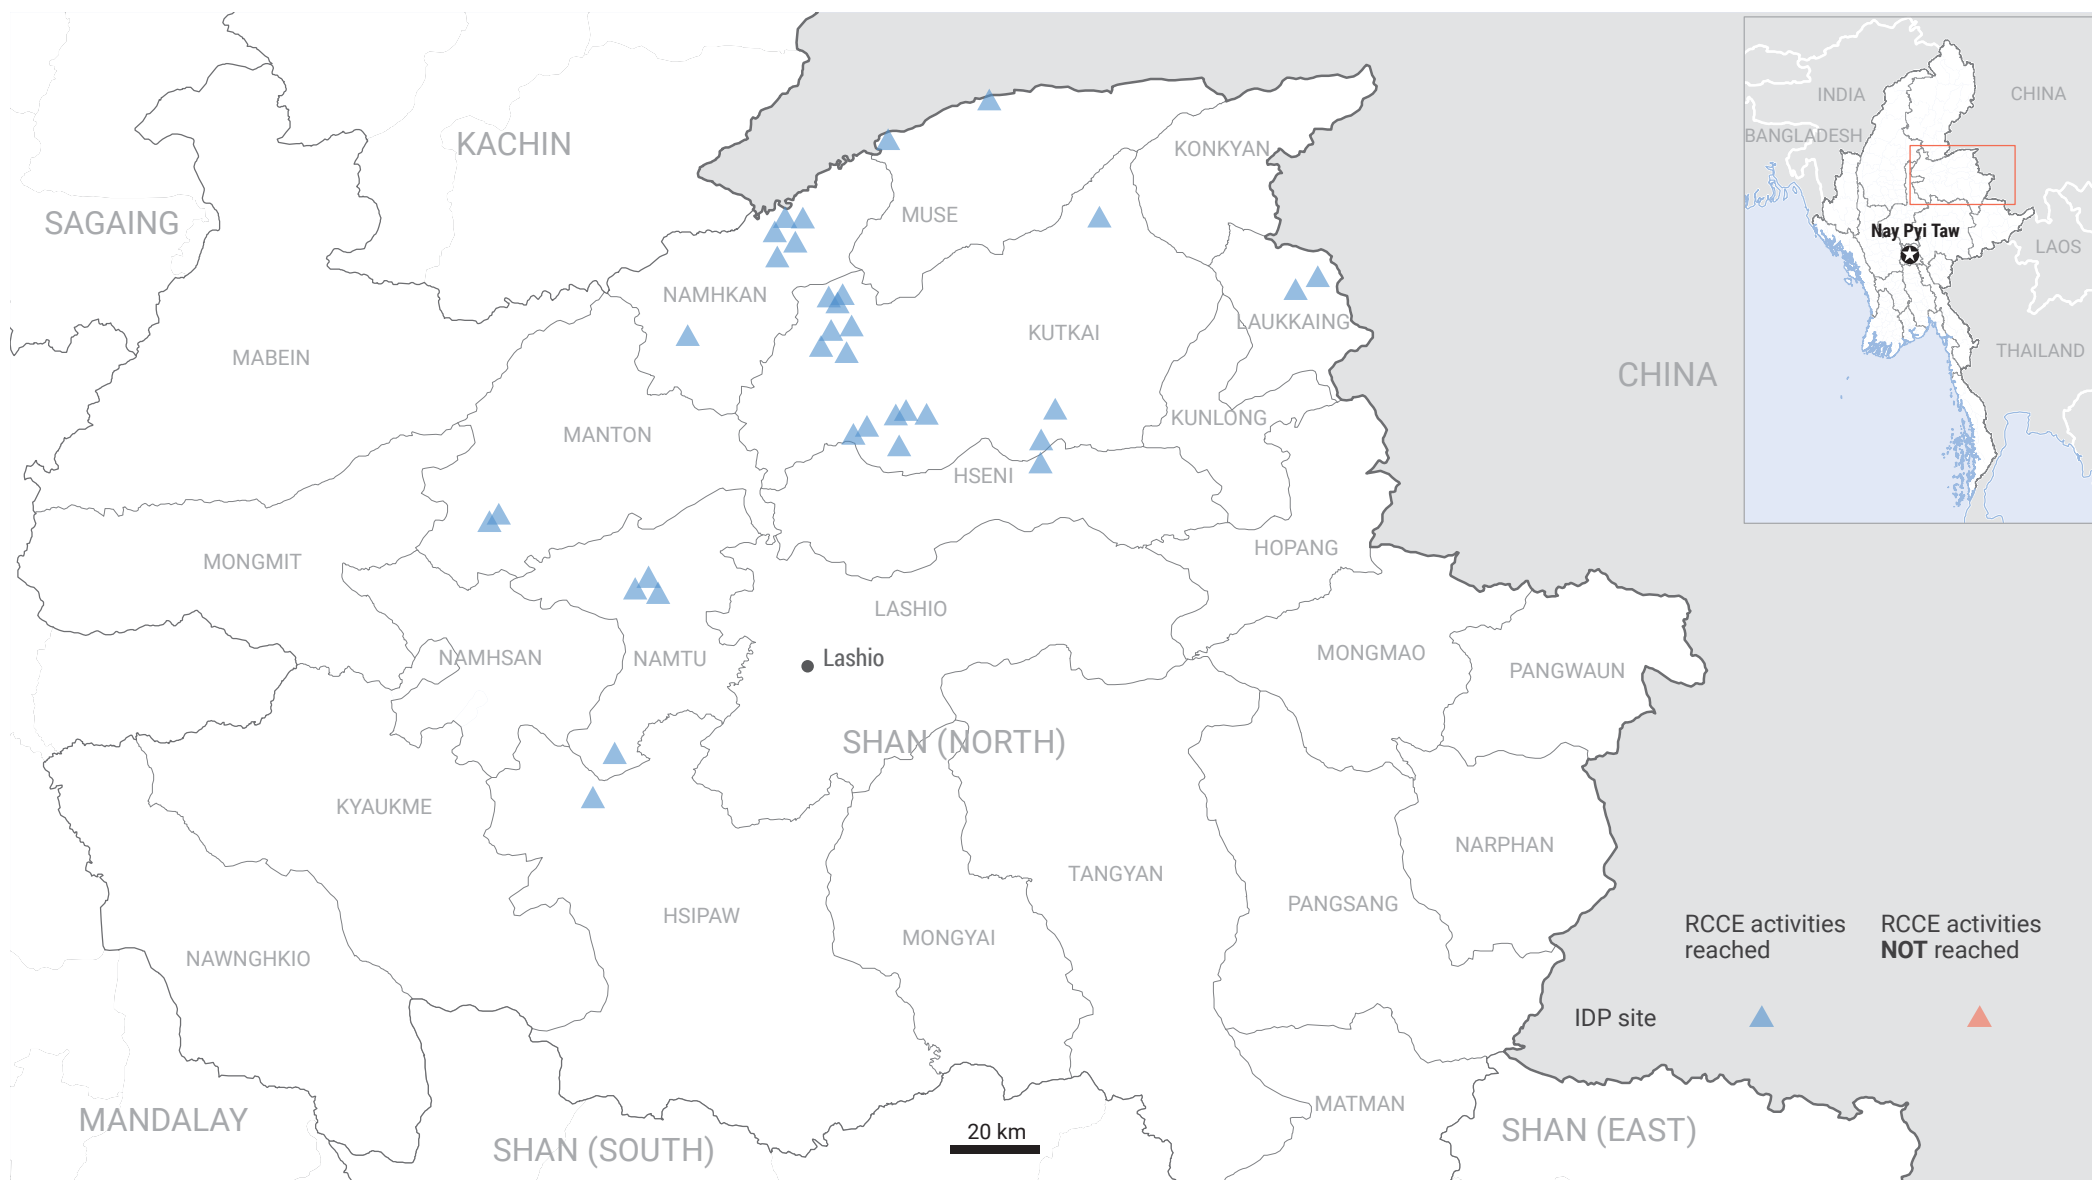 KACHIN
SAGAING
KONKYAN
MUSE
NAMHKAN
LAUKKAING
KUTKAI
MABEIN
CHINA
KUNLONG
MANTON
HSENI
MONGMIT
HOPANG
LASHIO
NAMHSAN
NAMTU
Lashio
MONGMAO
PANGWAUN
SHAN (NORTH)
KYAUKME
NARPHAN
TANGYAN
PANGSANG
HSIPAW
MONGYAI
NAWNGHKIO
MATMAN
MANDALAY
SHAN (SOUTH)
SHAN (EAST)
20 km
INDIA
CHINA
BANGLADESH
Nay Pyi Taw
LAOS
THAILAND
RCCE activities
reached
RCCE activities
NOT reached
IDP site